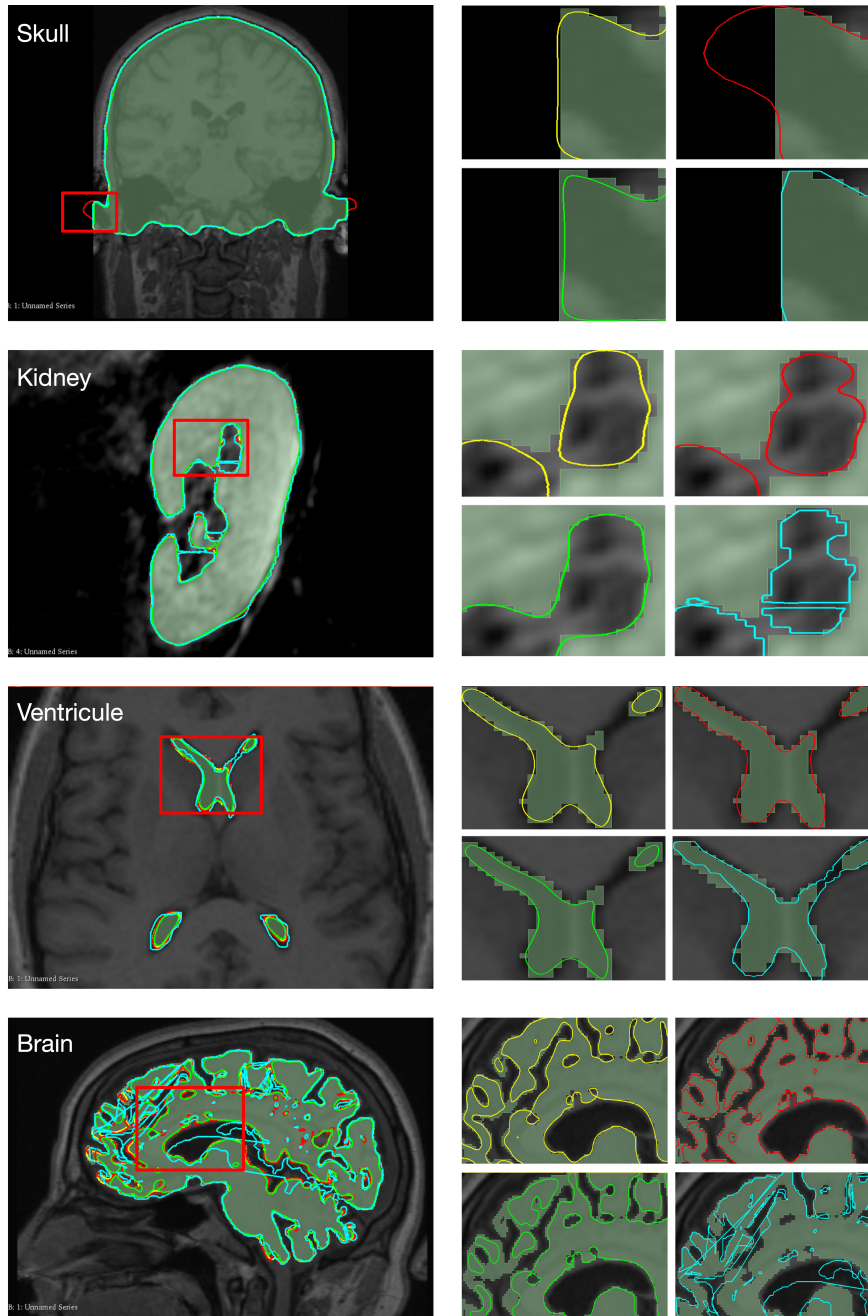 Skull
B: 1: Unnamed Series
Kidney
B: 4: Unnamed Series
Ventricule
B: 1: Unnamed Series
Brain
B: 1: Unnamed Series